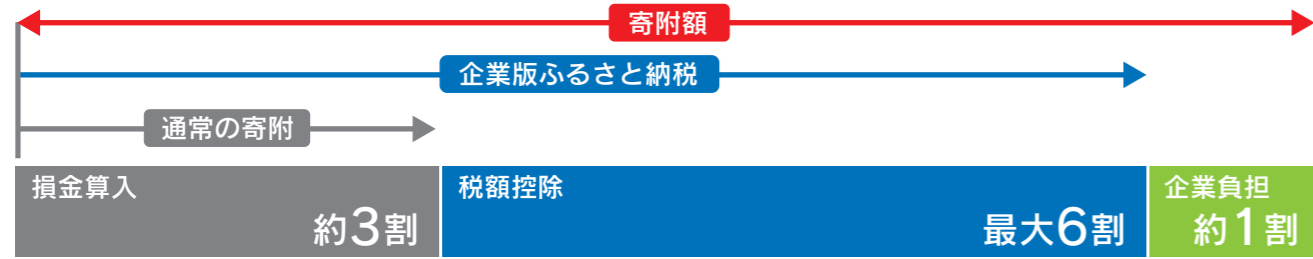 寄附額
企業版ふるさと納税
通常の寄附
損金算入
約3割
税額控除
最大6割
企業負担
約1割